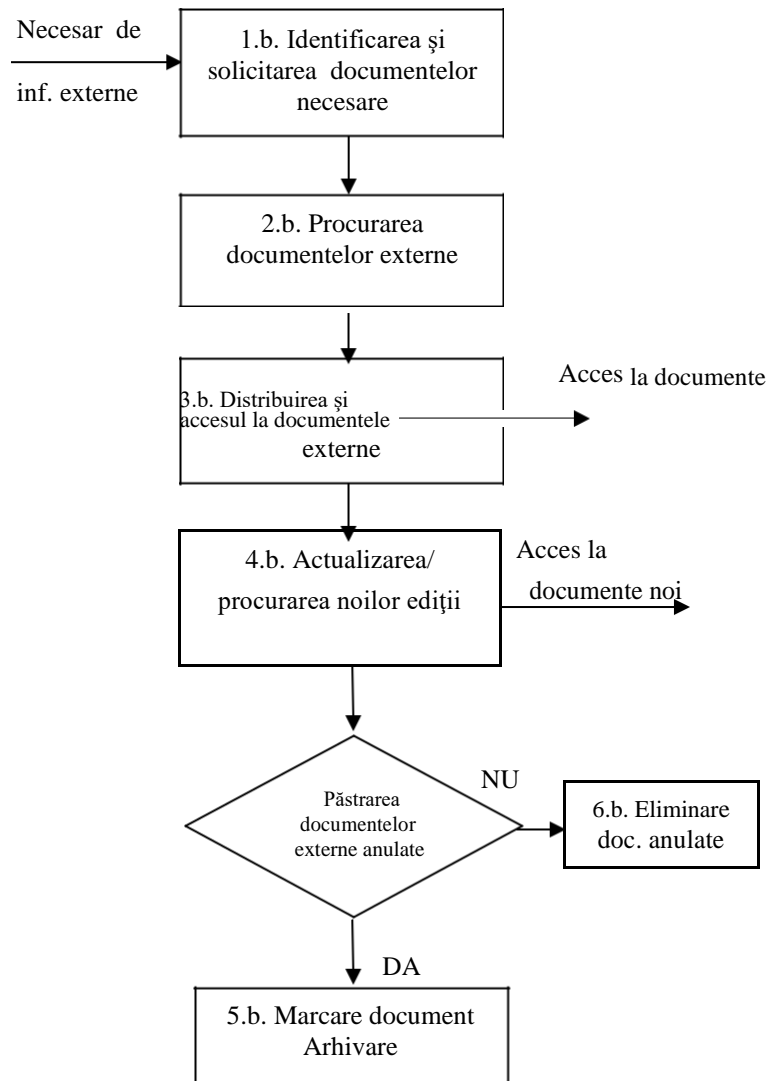 Necesar de
inf. externe
1.b. Identificarea şi
solicitarea documentelor
necesare
2.b. Procurarea
documentelor externe
3.b. Distribuirea şi
accesul la documentele
externe
Acces la documente
4.b. Actualizarea/
procurarea noilor ediţii
Acces la
documente noi
Păstrarea
documentelor
externe anulate
NU
6.b. Eliminare
doc. anulate
DA
5.b. Marcare document
Arhivare